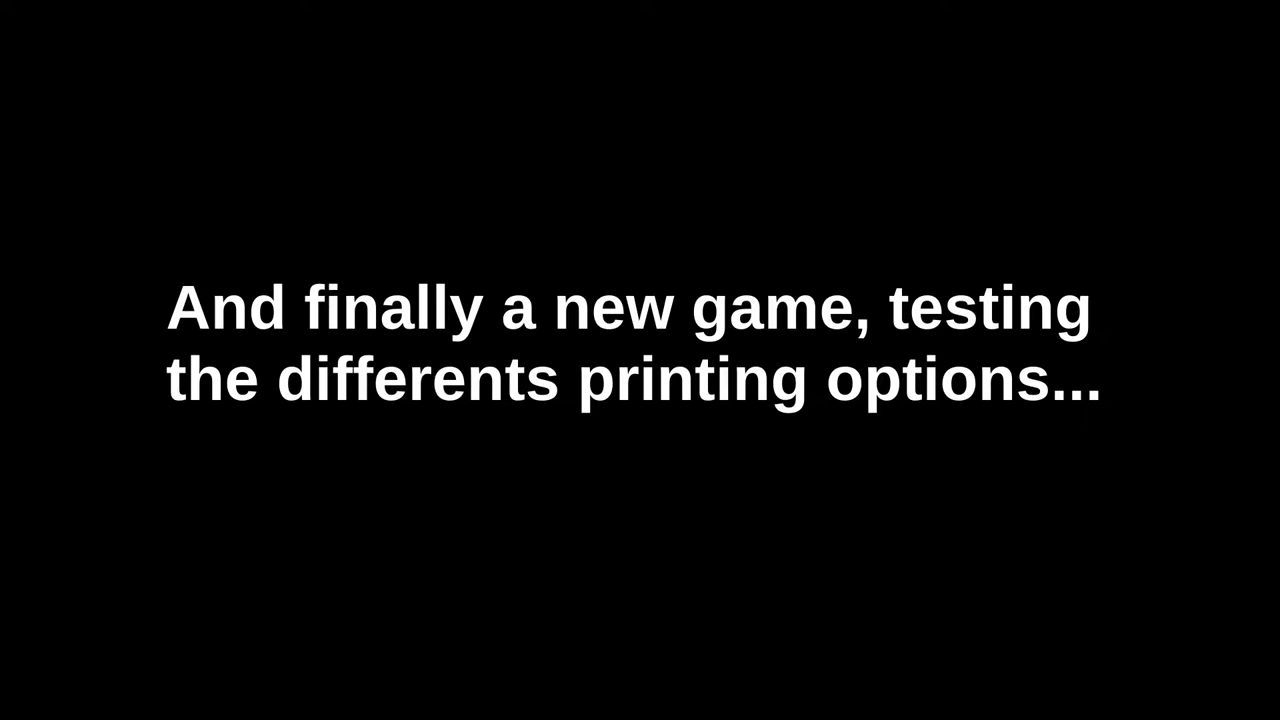 And finally a new game, testing
the differents printing options...